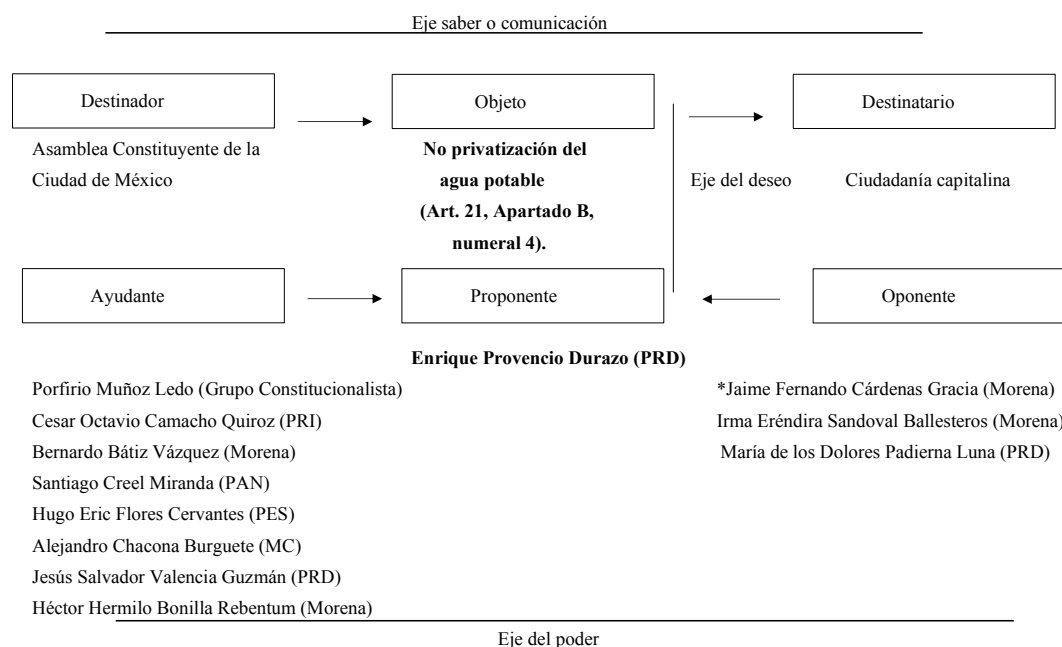 Eje saber o comunicación
Destinador
Objeto
Destinatario
Asamblea Constituyente de la
Ciudad de México
No privatización del
agua potable
(Art. 21, Apartado B,
numeral 4).
Eje del deseo
Ciudadanía capitalina
Ayudante
Proponente
Oponente
Enrique Provencio Durazo (PRD)
Porfirio Muñoz Ledo (Grupo Constitucionalista)
Cesar Octavio Camacho Quiroz (PRI)
Bernardo Bátiz Vázquez (Morena)
Santiago Creel Miranda (PAN)
Hugo Eric Flores Cervantes (PES)
Alejandro Chacona Burguete (MC)
Jesús Salvador Valencia Guzmán (PRD)
Héctor Hermilo Bonilla Rebentum (Morena)
*Jaime Fernando Cárdenas Gracia (Morena)
Irma Eréndira Sandoval Ballesteros (Morena)
María de los Dolores Padierna Luna (PRD)
Eje del poder